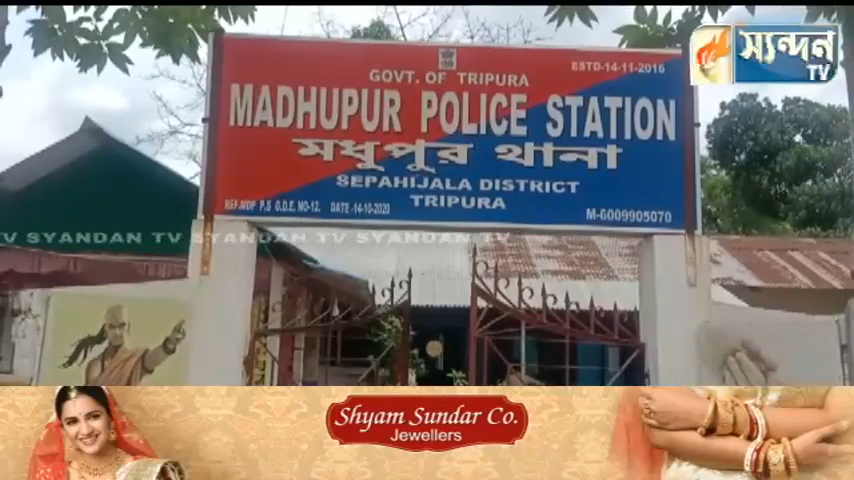 স্যন্দন
TV
GOVT. OF TRIPURA
ESTD-14-11-2016
MADHUPUR POLICE STATION
মধুপুর থানা
SEPAHIJALA DISTRICT
TRIPURA
REF.MDP P.S G.D.E. NO-12. DATE-14-10-2020
M-6009905070
TV SYANDAN TV SYANDAN TV SYANDAN TV
Shyam Sundar Co.
Jewellers